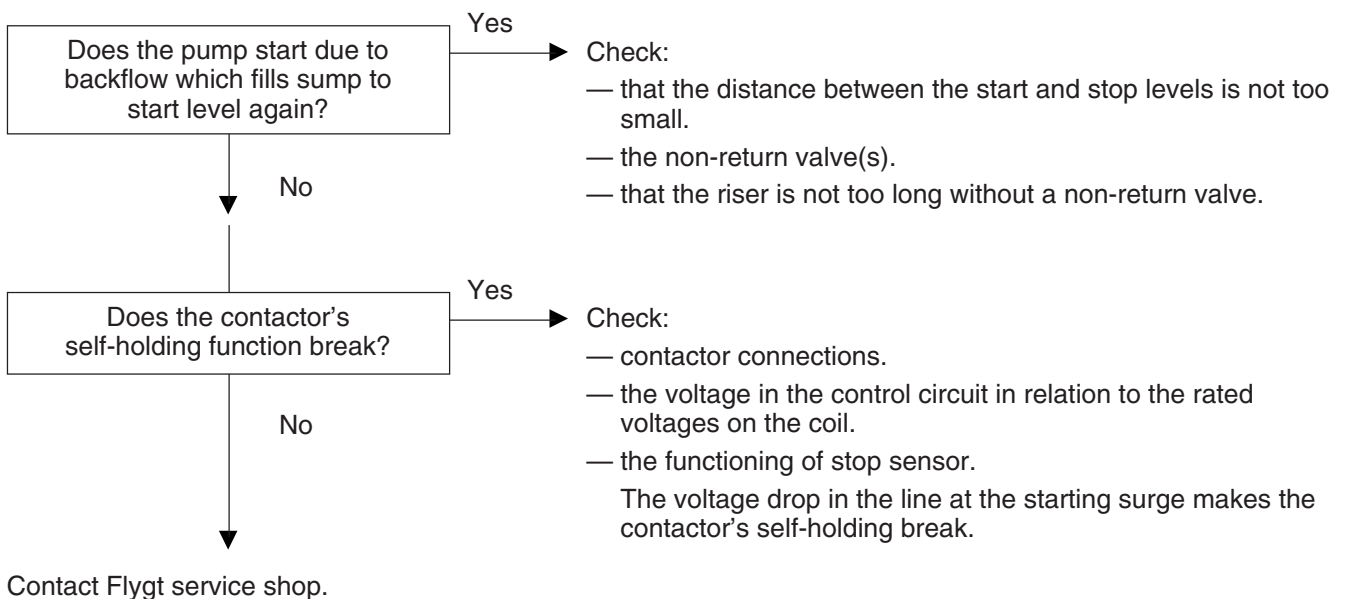 Yes
Does the pump start due to
backflow which fills sump to
start level again?
Check:
— that the distance between the start and stop levels is not too
small.
— the non-return valve(s).
— that the riser is not too long without a non-return valve.
No
Yes
Does the contactor’s
self-holding function break?
Check:
— contactor connections.
— the voltage in the control circuit in relation to the rated
voltages on the coil.
— the functioning of stop sensor.
The voltage drop in the line at the starting surge makes the
contactor’s self-holding break.
No
Contact Flygt service shop.